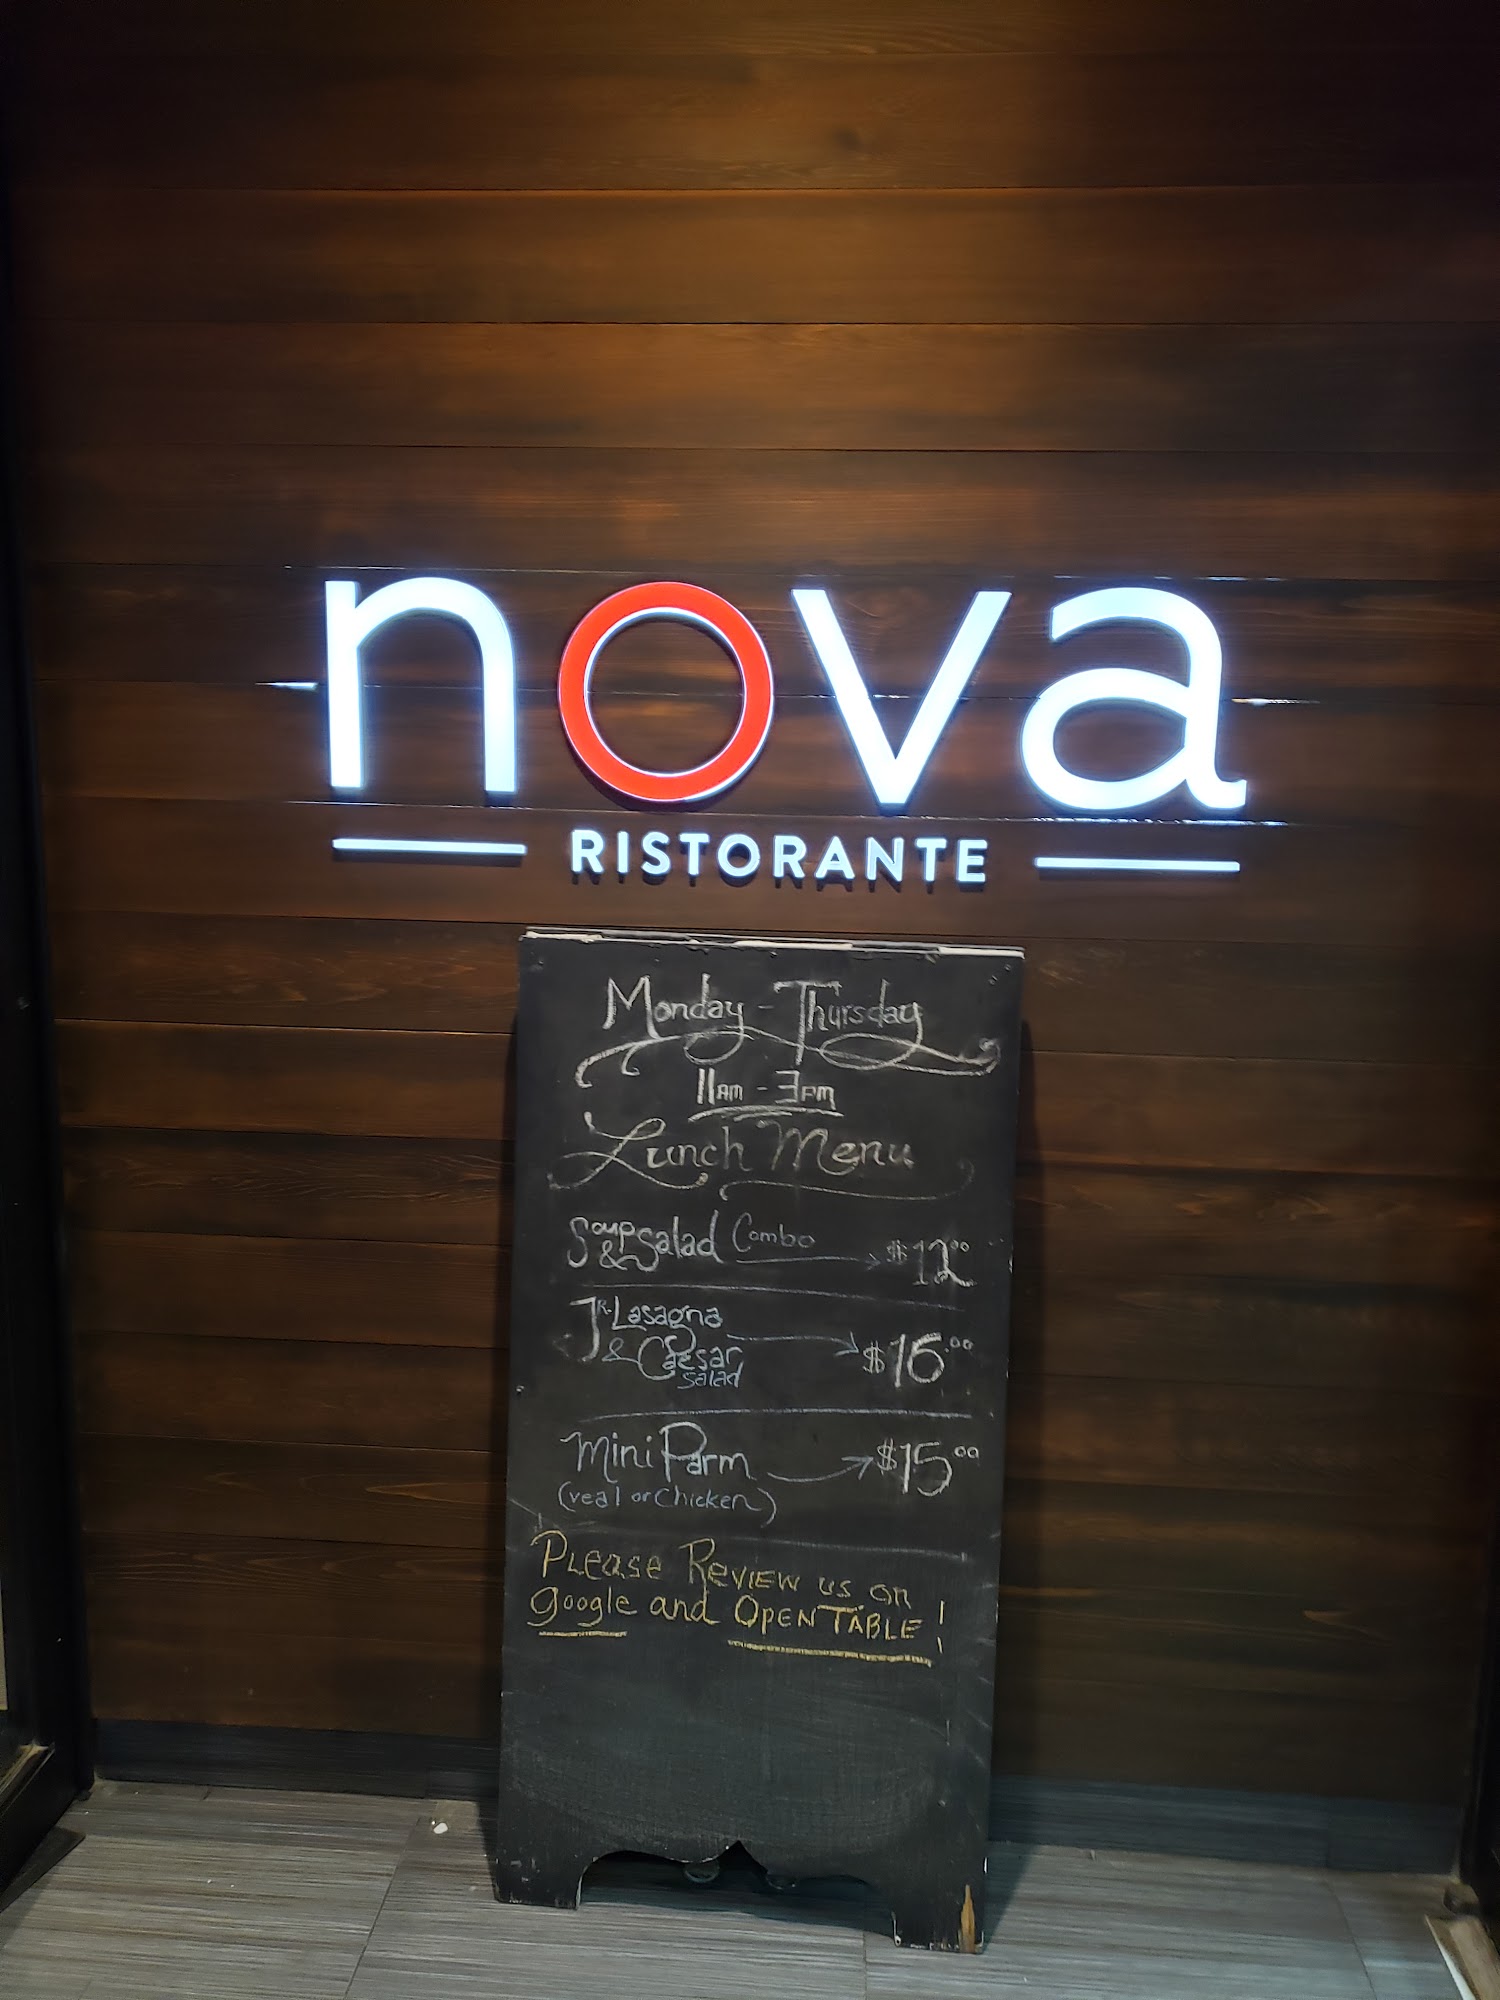 nova
RISTORANTE
Monday - Thursday
11AM - 3PM
Lunch Menu
Soup & Salad Combo $12.00
Jr. Lasagna
& Caesar $16.00
Salad
Mini Parm $15.00
(veal or Chicken)
PLEASE REVIEW US on
Google and OPENTABLE!